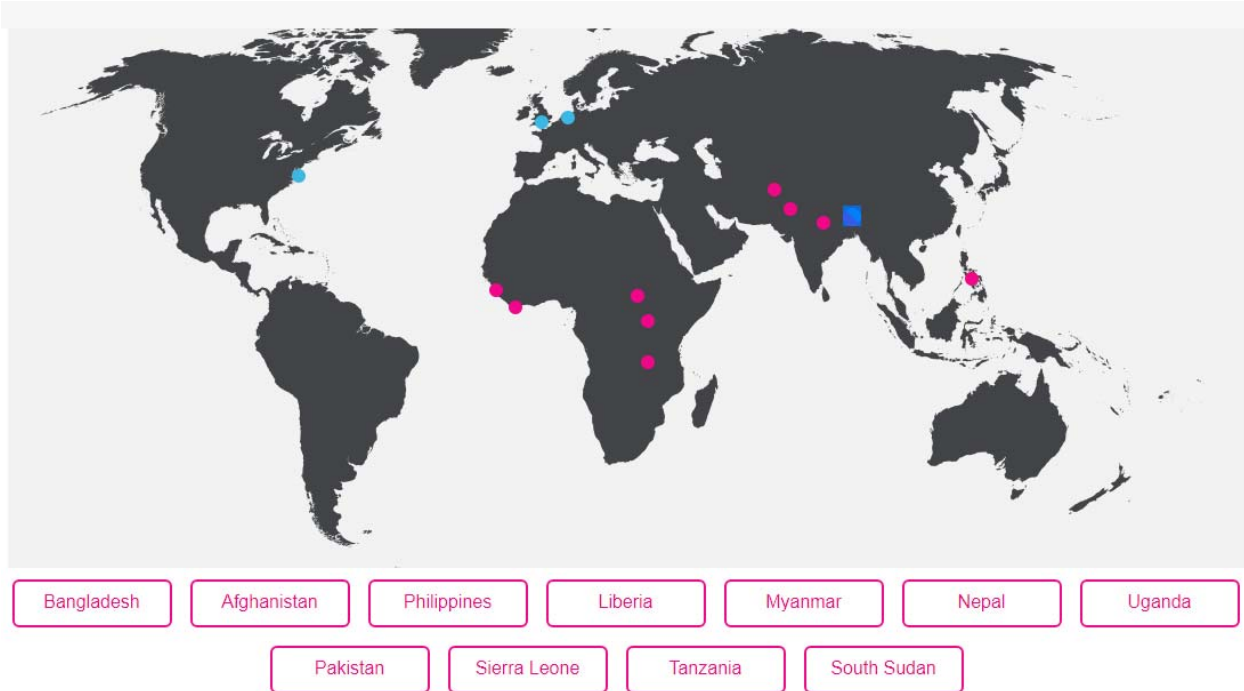 Bangladesh Afghanistan Philippines Liberia Myanmar Nepal Uganda
Pakistan Sierra Leone Tanzania South Sudan